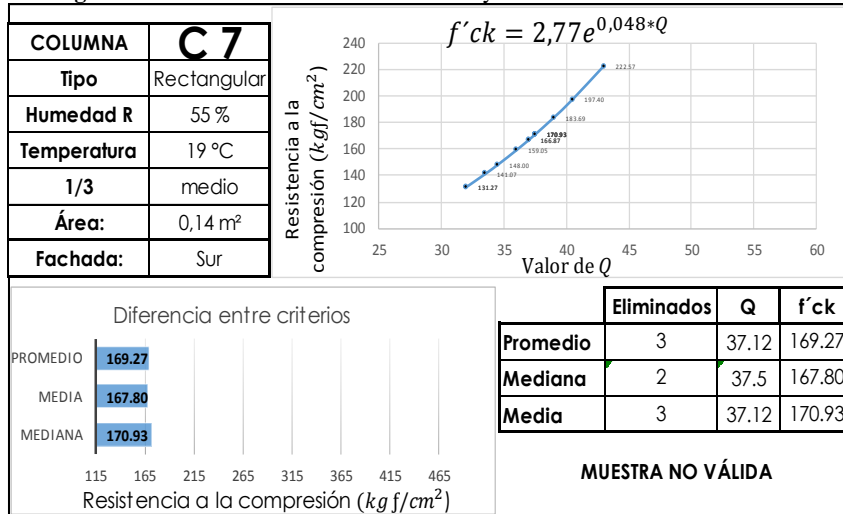 COLUMNA C 7
Tipo Rectangular
Humedad R 55 %
Temperatura 19 °C
1/3 medio
Área: 0,14 m²
Fachada: Sur
f´ck = 2,77e^{0,048*Q}
Resistencia a la
compresión (kgf/cm²)
240
220
200
180
160
140
120
100
222.57
197.40
183.69
170.93
166.87
159.05
148.00
141.07
131.27
25 30 35 40 45 50 55 60
Valor de Q
Diferencia entre criterios
PROMEDIO 169.27
MEDIA 167.80
MEDIANA 170.93
115 165 215 265 315 365 415 465
Resistencia a la compresión (kg f/cm²)
Eliminados Q f´ck
Promedio 3 37.12 169.27
Mediana 2 37.5 167.80
Media 3 37.12 170.93
MUESTRA NO VÁLIDA